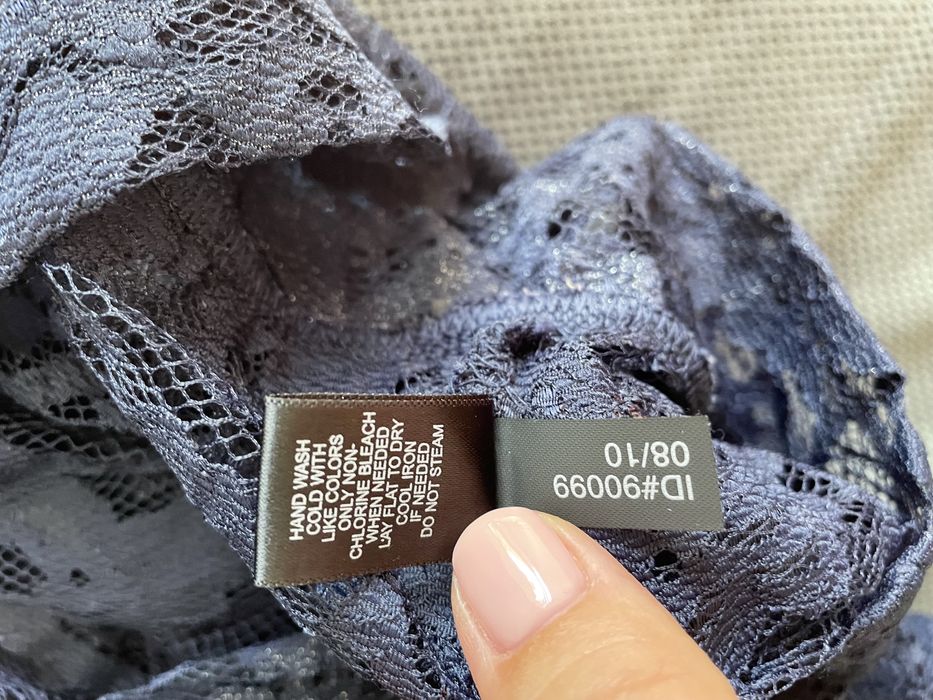 HAND WASH
COLD WITH
LIKE COLORS
ONLY NON-
CHLORINE BLEACH
WHEN NEEDED
LAY FLAT TO DRY
COOL IRON
IF NEEDED
DO NOT STEAM
ID#90099
08/10